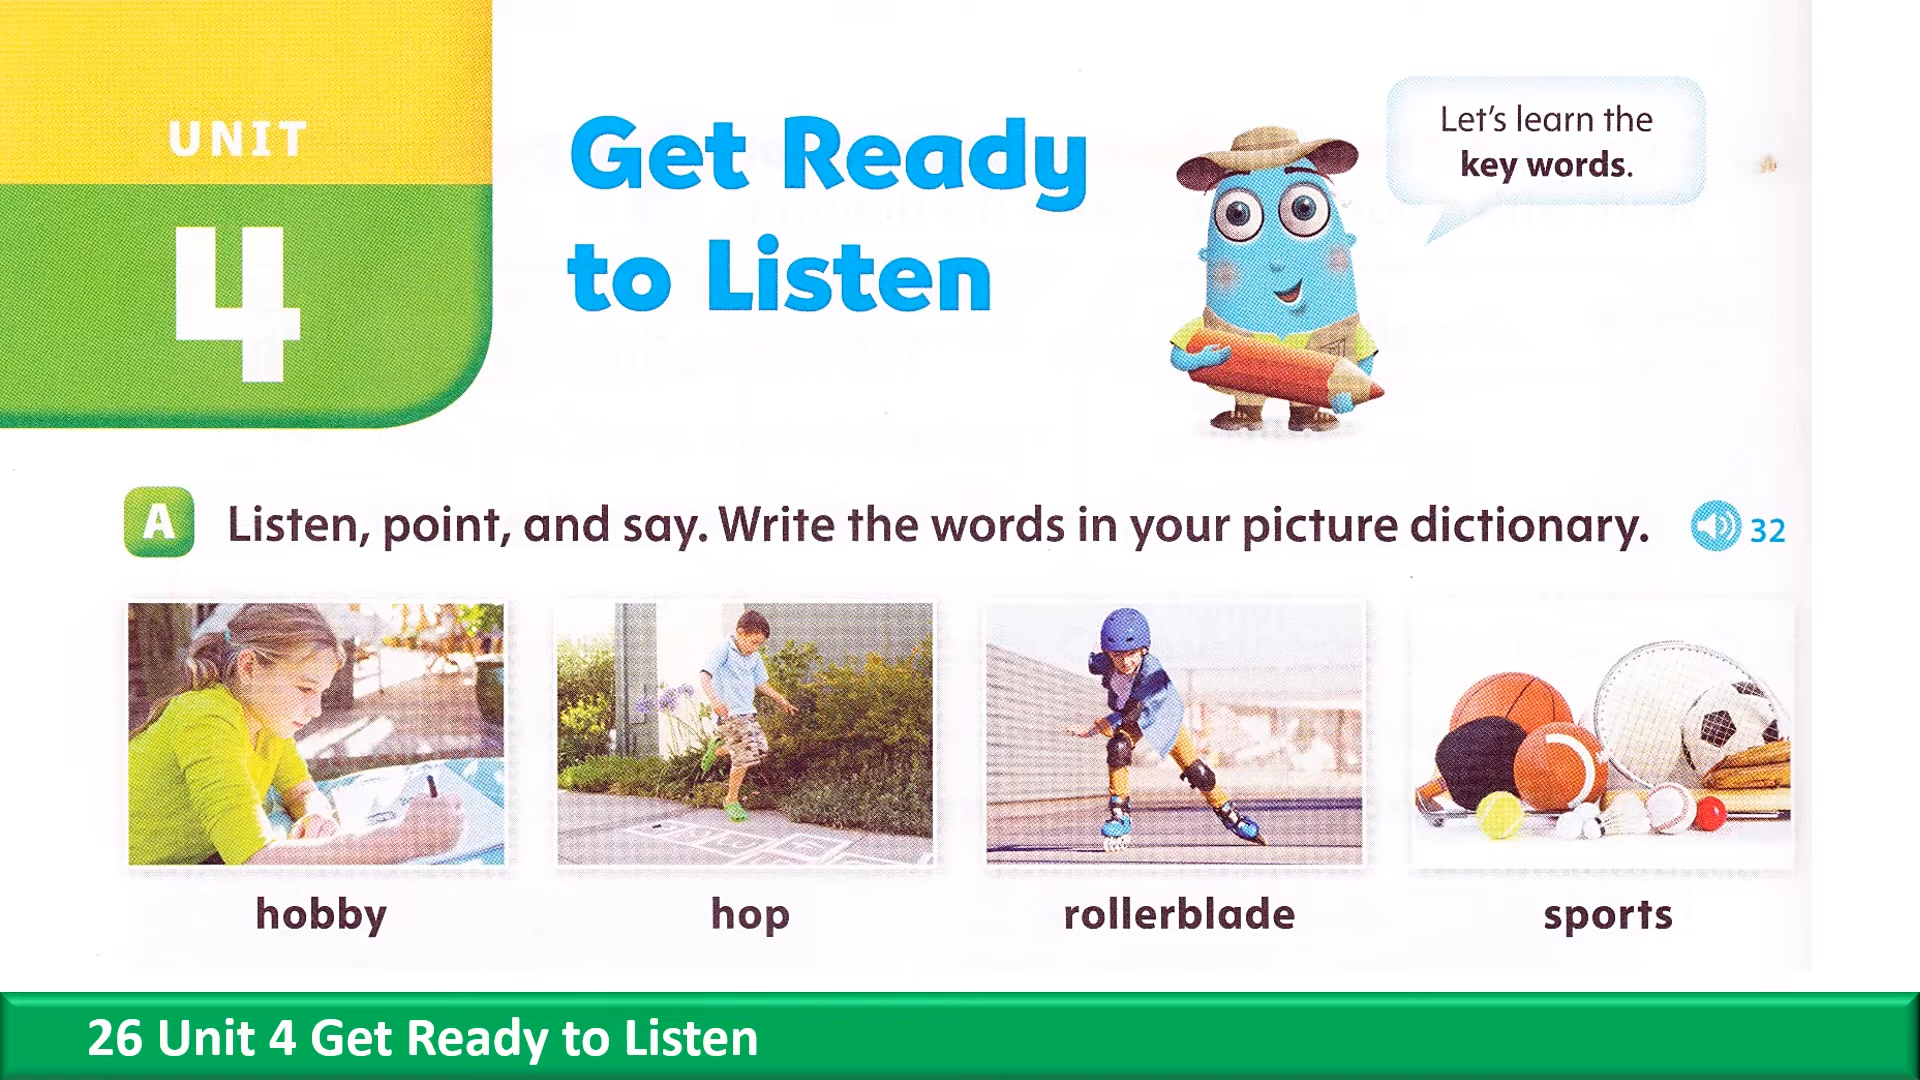 UNIT
4
Get Ready
to Listen
Let's learn the
key words.
A Listen, point, and say. Write the words in your picture dictionary. 32
hobby hop rollerblade sports
26 Unit 4 Get Ready to Listen